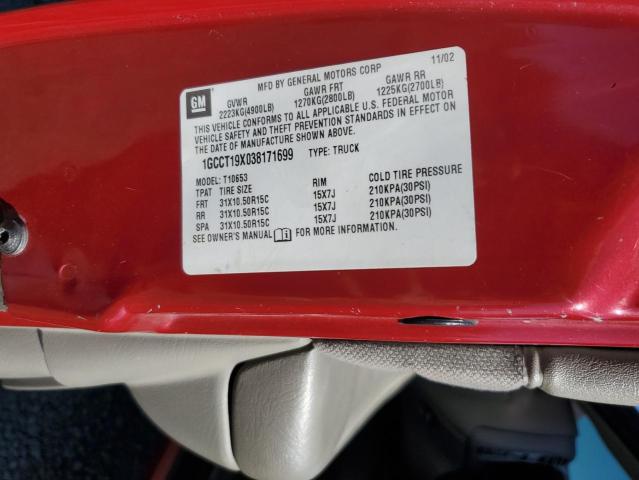 MFD BY GENERAL MOTORS CORP 11/02
GM GVWR GAWR FRT GAWR RR
2223KG(4900LB) 1270KG(2800LB) 1225KG(2700LB)
THIS VEHICLE CONFORMS TO ALL APPLICABLE U.S. FEDERAL MOTOR
VEHICLE SAFETY AND THEFT PREVENTION STANDARDS IN EFFECT ON
THE DATE OF MANUFACTURE SHOWN ABOVE.
1GCCT19X038171699 TYPE: TRUCK
MODEL: T10653
TPAT TIRE SIZE RIM COLD TIRE PRESSURE
FRT 31X10.50R15C 15X7J 210KPA(30PSI)
RR 31X10.50R15C 15X7J 210KPA(30PSI)
SPA 31X10.50R15C 15X7J 210KPA(30PSI)
SEE OWNER'S MANUAL FOR MORE INFORMATION.